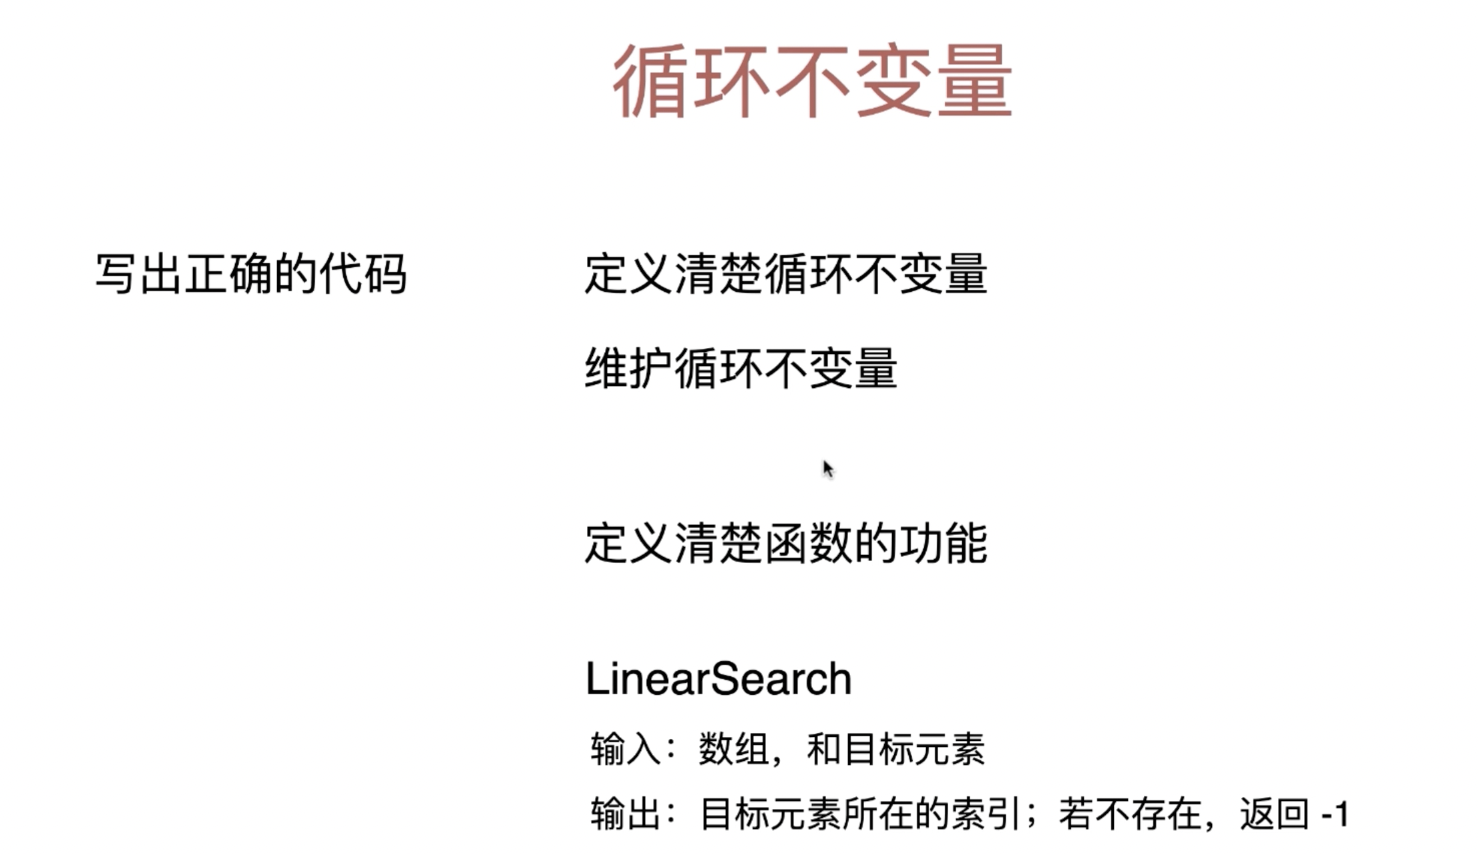 循环不变量
写出正确的代码
定义清楚循环不变量
维护循环不变量
定义清楚函数的功能
LinearSearch
输入：数组，和目标元素
输出：目标元素所在的索引；若不存在，返回 -1